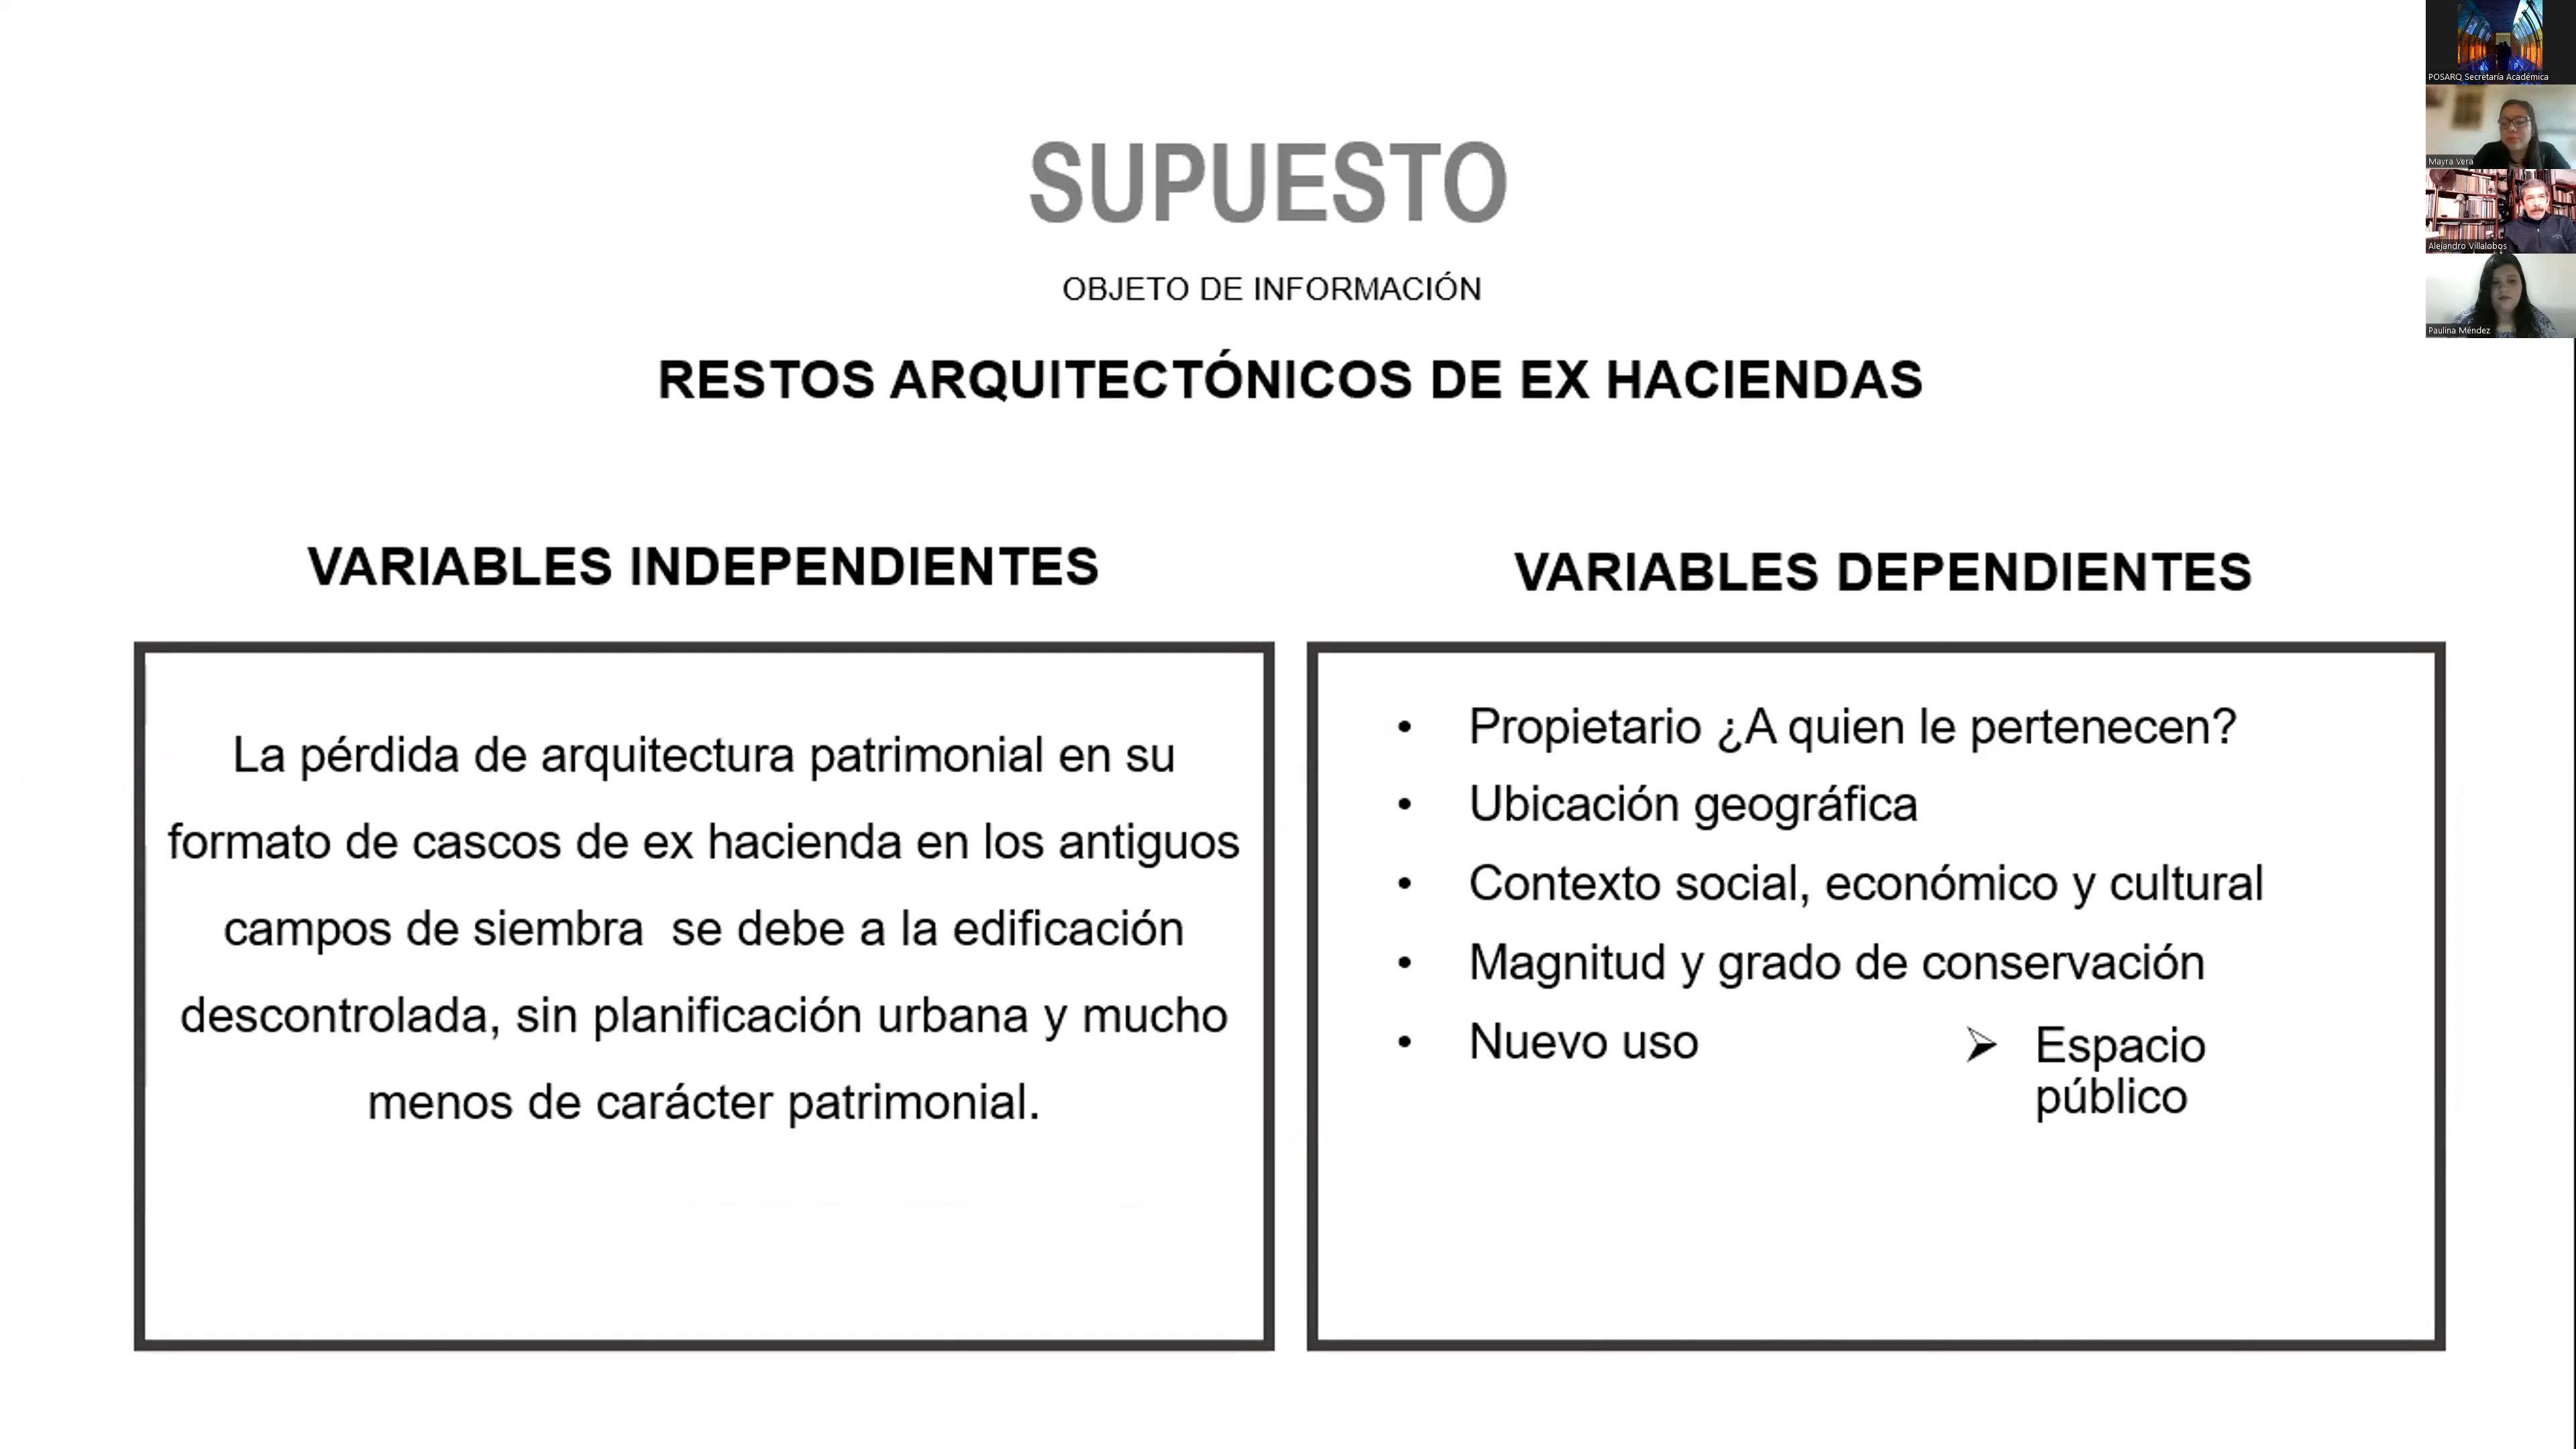 SUPUESTO
OBJETO DE INFORMACIÓN
RESTOS ARQUITECTÓNICOS DE EX HACIENDAS
VARIABLES INDEPENDIENTES
La pérdida de arquitectura patrimonial en su
formato de cascos de ex hacienda en los antiguos
campos de siembra se debe a la edificación
descontrolada, sin planificación urbana y mucho
menos de carácter patrimonial.
VARIABLES DEPENDIENTES
• Propietario ¿A quien le pertenecen?
• Ubicación geográfica
• Contexto social, económico y cultural
• Magnitud y grado de conservación
• Nuevo uso
➢ Espacio
público
POSARQ Secretaría Académica
Mayra Vera
Alejandro Villalobos
Paulina Méndez